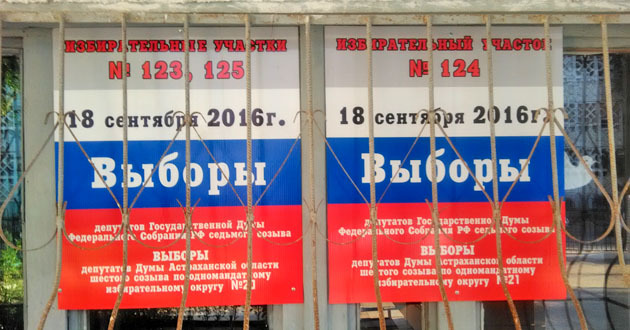 ИЗБИРАТЕЛЬНЫЕ УЧАСТКИ
№ 123, 125
18 сентября 2016г.
Выборы
депутатов Государственной Думы
Федерального Собрания РФ седьмого созыва
ВЫБОРЫ
депутатов Думы Астраханской области
шестого созыва по одномандатному
избирательному округу №20
ИЗБИРАТЕЛЬНЫЙ УЧАСТОК
№ 124
18 сентября 2016г.
Выборы
депутатов Государственной Думы
Федерального Собрания РФ седьмого созыва
ВЫБОРЫ
депутатов Думы Астраханской области
шестого созыва по одномандатному
избирательному округу №21